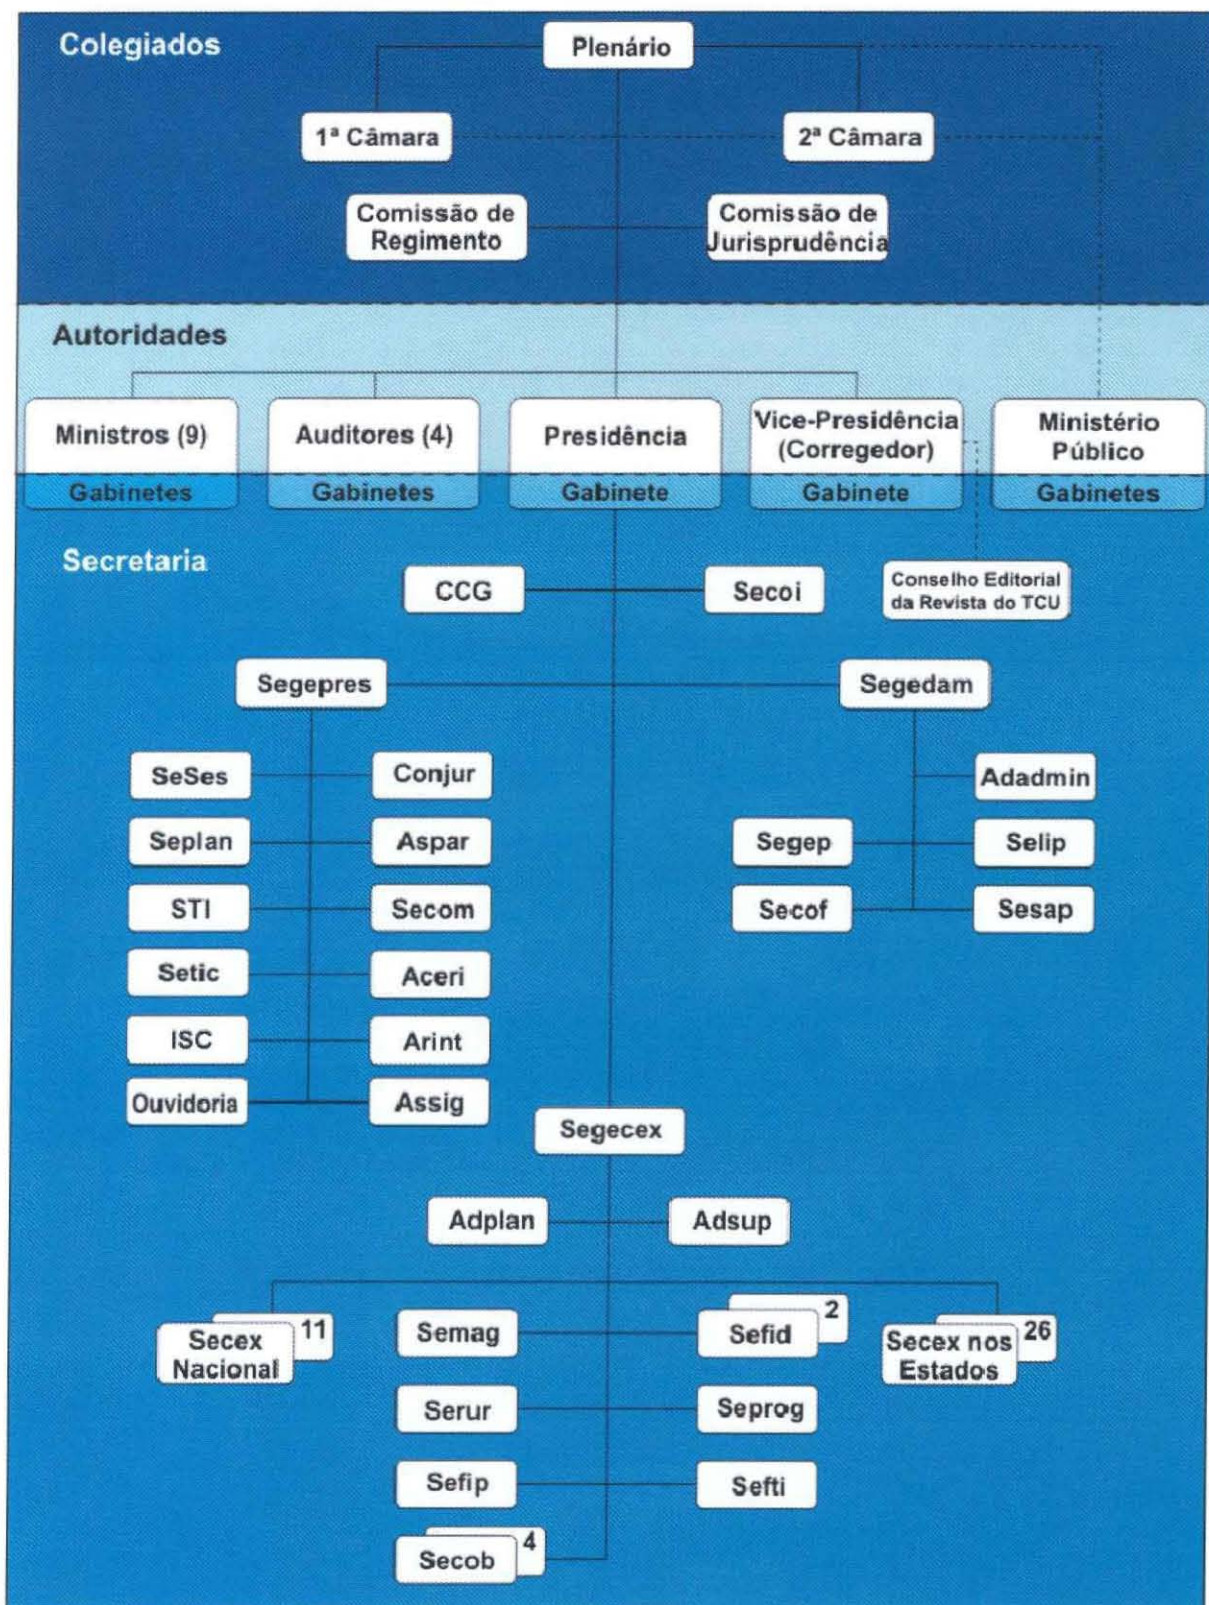 Colegiados
Plenário
1ª Câmara
2ª Câmara
Comissão de
Regimento
Comissão de
Jurisprudência
Autoridades
Ministros (9)
Gabinetes
Auditores (4)
Gabinetes
Presidência
Gabinete
Vice-Presidência
(Corregedor)
Gabinete
Ministério
Público
Gabinetes
Secretaria
CCG
Secoi
Conselho Editorial
da Revista do TCU
Segepres
Segedam
SeSes
Conjur
Adadmin
Seplan
Aspar
Segep
Selip
STI
Secom
Secof
Sesap
Setic
Aceri
ISC
Arint
Ouvidoria
Assig
Segecex
Adplan
Adsup
Secex
Nacional
11
Semag
Sefid
2
Secex nos
Estados
26
Serur
Seprog
Sefip
Sefti
Secob
4